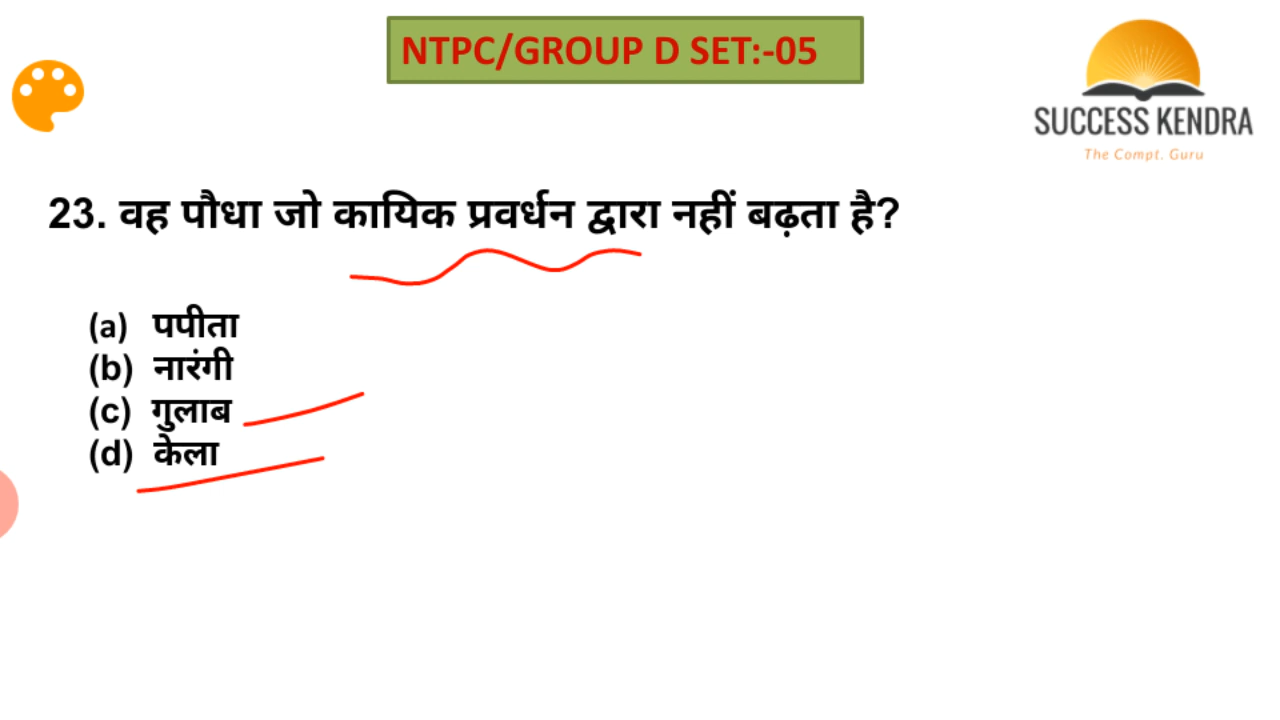 NTPC/GROUP D SET:-05
SUCCESS KENDRA
The Compt. Guru
23. वह पौधा जो कायिक प्रवर्धन द्वारा नहीं बढ़ता है?
(a) पपीता
(b) नारंगी
(c) गुलाब
(d) केला